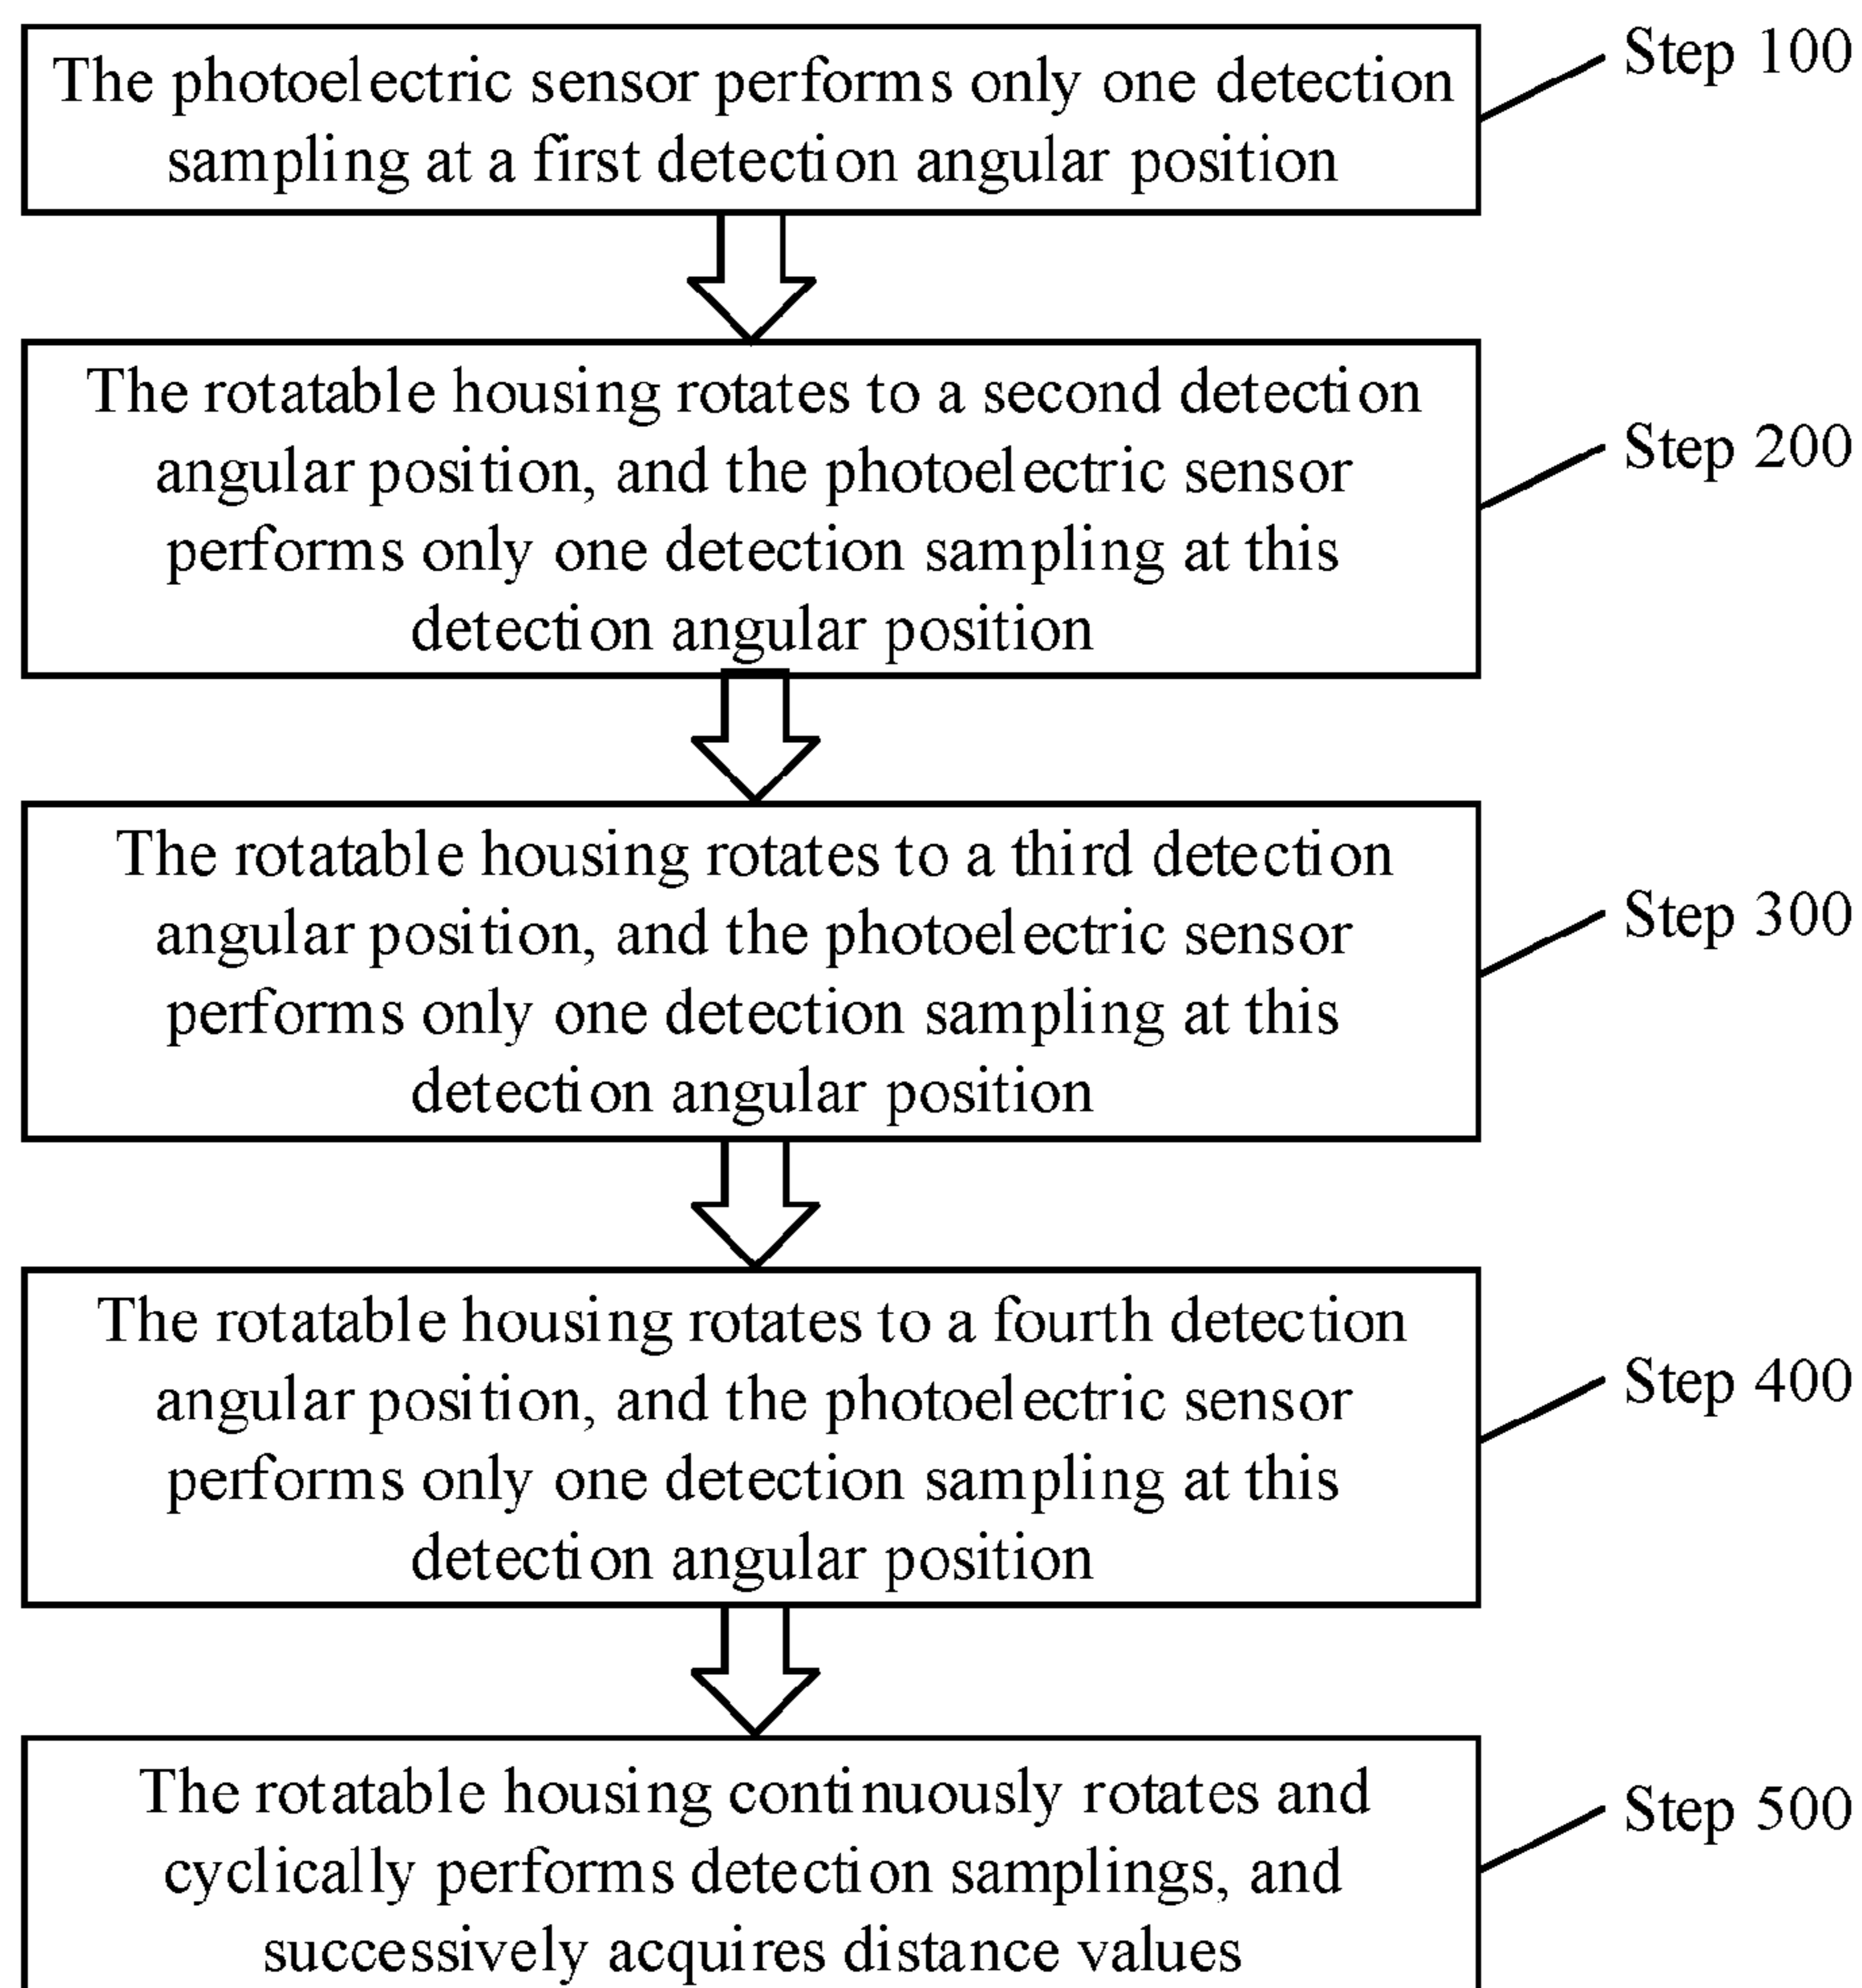 The photoelectric sensor performs only one detection
sampling at a first detection angular position
Step 100
The rotatable housing rotates to a second detection
angular position, and the photoelectric sensor
performs only one detection sampling at this
detection angular position
Step 200
The rotatable housing rotates to a third detection
angular position, and the photoelectric sensor
performs only one detection sampling at this
detection angular position
Step 300
The rotatable housing rotates to a fourth detection
angular position, and the photoelectric sensor
performs only one detection sampling at this
detection angular position
Step 400
The rotatable housing continuously rotates and
cyclically performs detection samplings, and
successively acquires distance values
Step 500